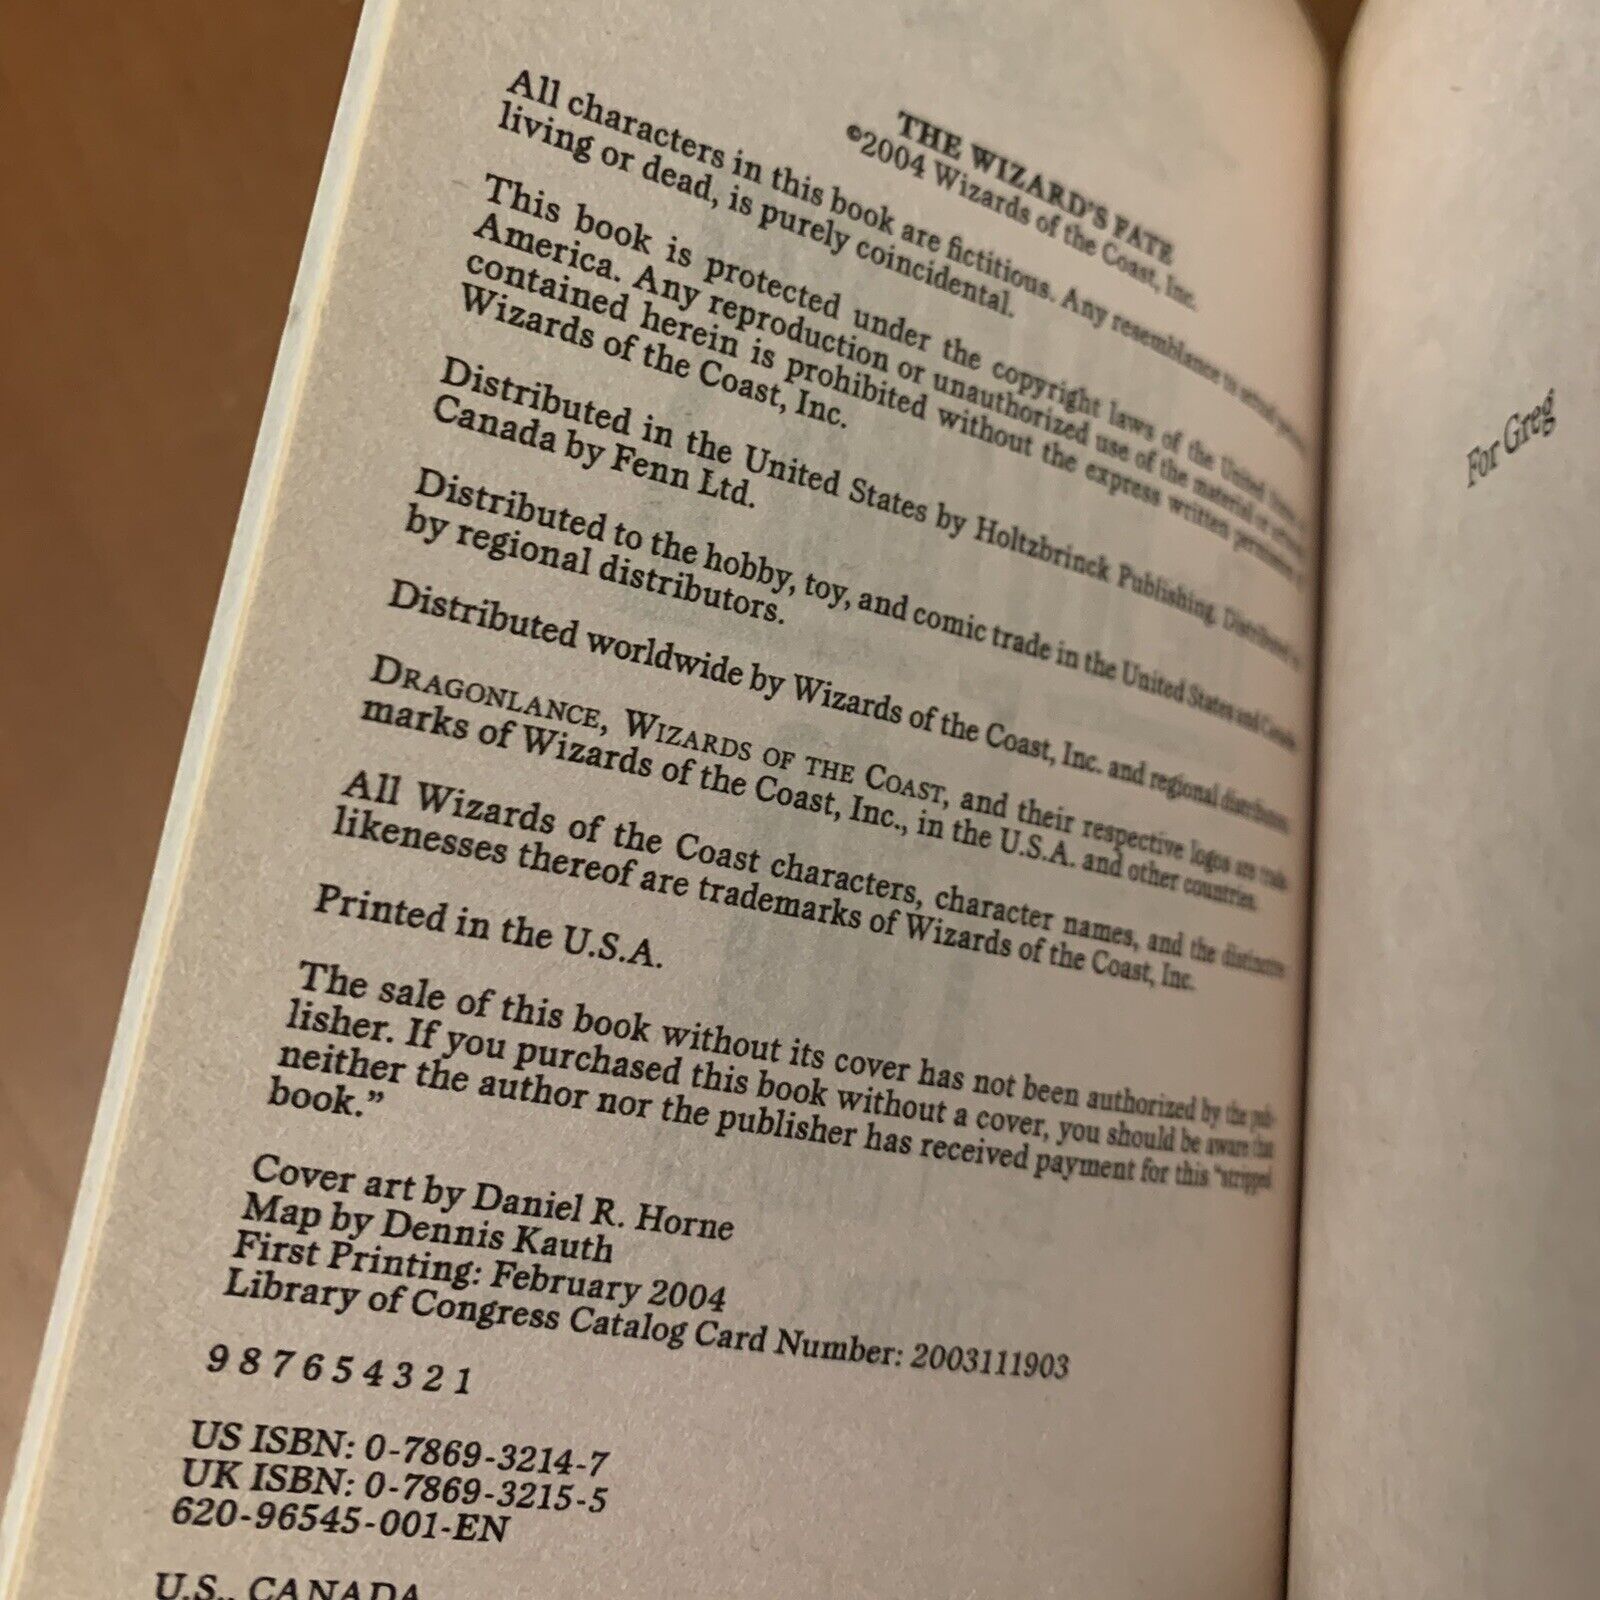 THE WIZARD'S FATE
©2004 Wizards of the Coast, Inc.
All characters in this book are fictitious. Any resemblance to actual persons,
living or dead, is purely coincidental.
This book is protected under the copyright laws of the United States of
America. Any reproduction or unauthorized use of the material or artwork
contained herein is prohibited without the express written permission of
Wizards of the Coast, Inc.
Distributed in the United States by Holtzbrinck Publishing. Distributed in
Canada by Fenn Ltd.
Distributed to the hobby, toy, and comic trade in the United States and Canada
by regional distributors.
Distributed worldwide by Wizards of the Coast, Inc. and regional distributors.
DRAGONLANCE, WIZARDS OF THE COAST, and their respective logos are trade-
marks of Wizards of the Coast, Inc., in the U.S.A. and other countries.
All Wizards of the Coast characters, character names, and the distinctive
likenesses thereof are trademarks of Wizards of the Coast, Inc.
Printed in the U.S.A.
The sale of this book without its cover has not been authorized by the pub-
lisher. If you purchased this book without a cover, you should be aware that
neither the author nor the publisher has received payment for this "stripped
book."
Cover art by Daniel R. Horne
Map by Dennis Kauth
First Printing: February 2004
Library of Congress Catalog Card Number: 2003111903
9 8 7 6 5 4 3 2 1
US ISBN: 0-7869-3214-7
UK ISBN: 0-7869-3215-5
620-96545-001-EN
U.S., CANADA
For Greg